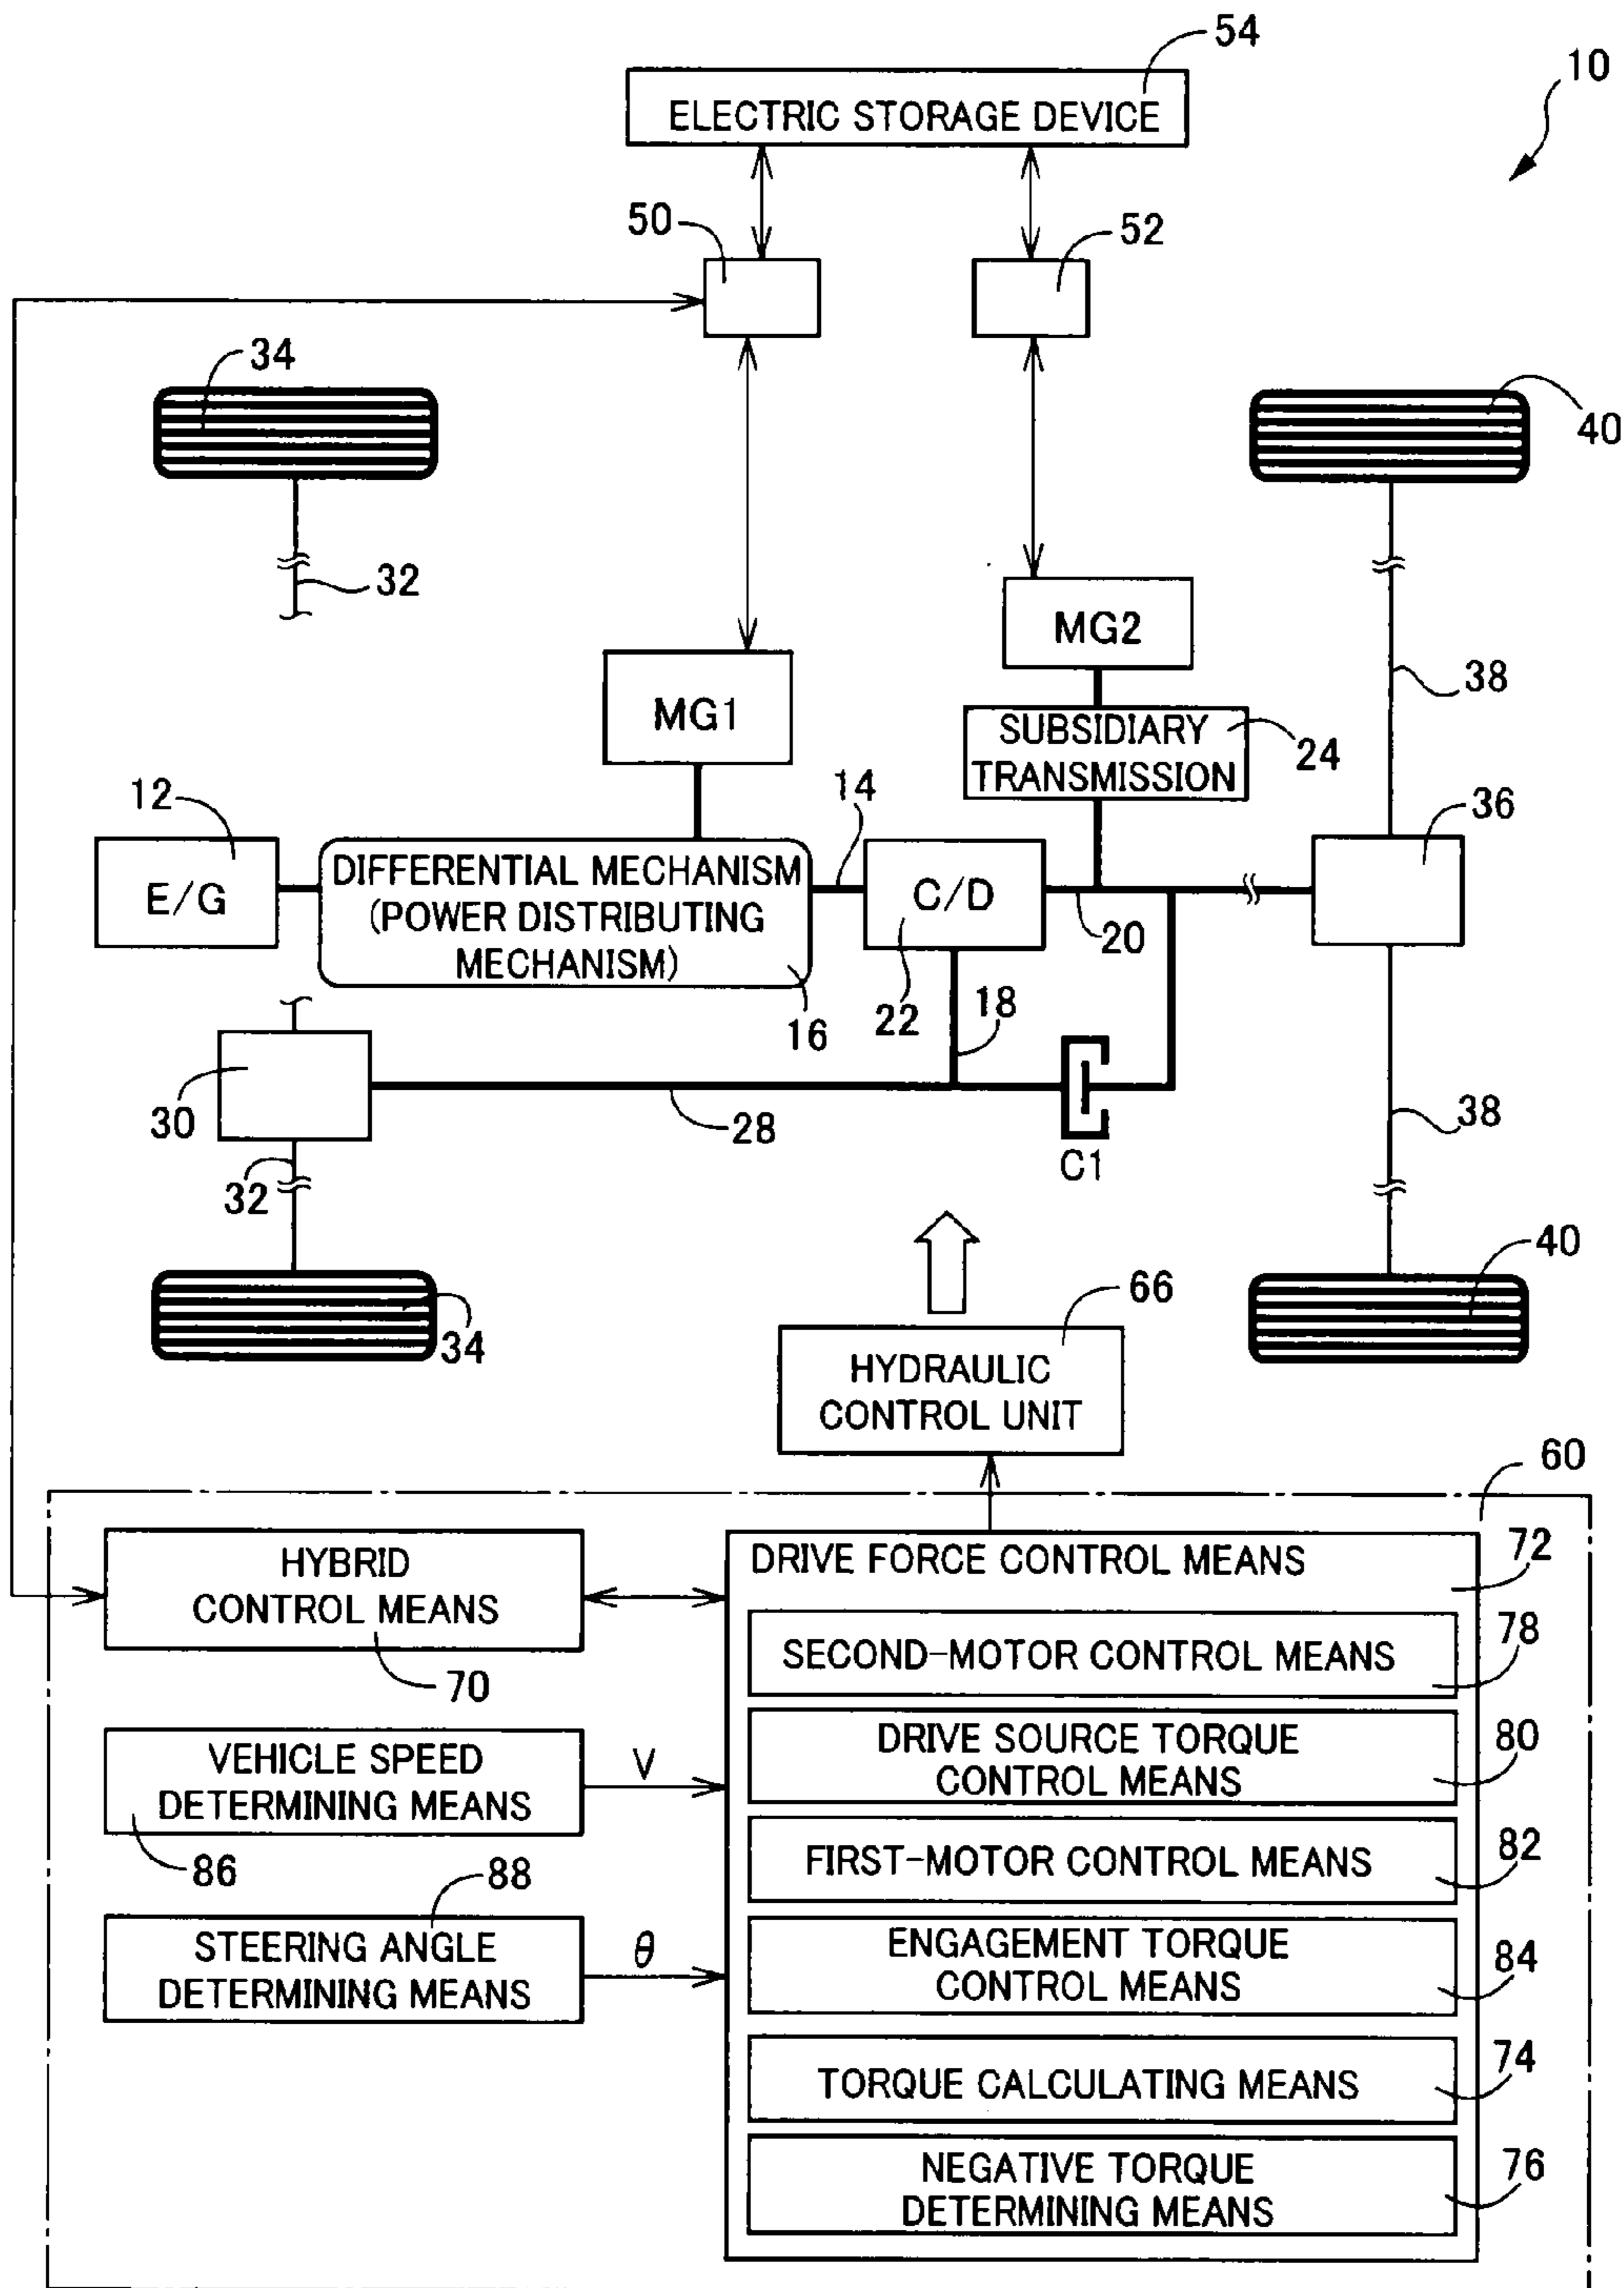 54
10
ELECTRIC STORAGE DEVICE
50
52
34
40
32
MG2
38
MG1
SUBSIDIARY
TRANSMISSION
24
12
14
36
E/G
DIFFERENTIAL MECHANISM
(POWER DISTRIBUTING
MECHANISM)
C/D
20
16
22
18
30
28
C1
38
32
34
40
66
HYDRAULIC
CONTROL UNIT
60
HYBRID
CONTROL MEANS
70
DRIVE FORCE CONTROL MEANS
72
SECOND-MOTOR CONTROL MEANS
78
VEHICLE SPEED
DETERMINING MEANS
V
86
DRIVE SOURCE TORQUE
CONTROL MEANS
80
FIRST-MOTOR CONTROL MEANS
82
88
STEERING ANGLE
DETERMINING MEANS
θ
ENGAGEMENT TORQUE
CONTROL MEANS
84
TORQUE CALCULATING MEANS
74
NEGATIVE TORQUE
DETERMINING MEANS
76